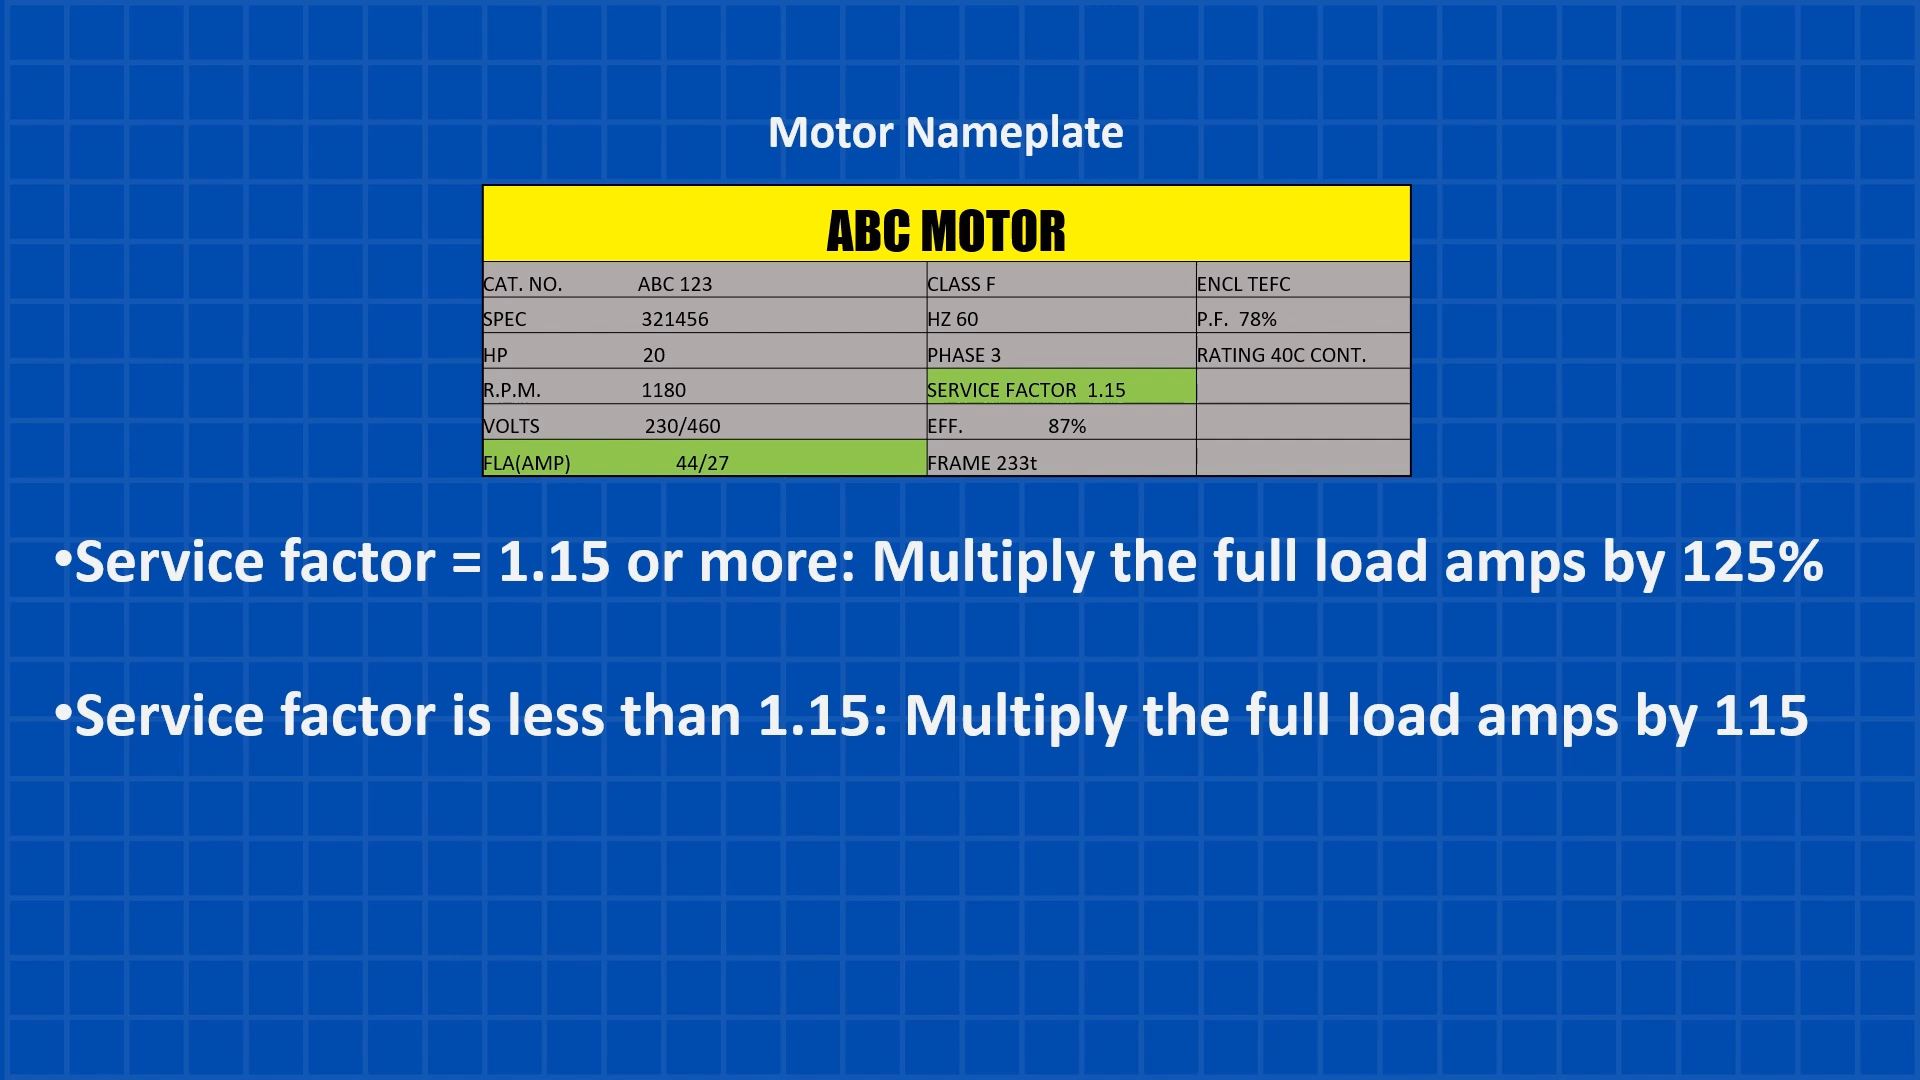 Motor Nameplate
ABC MOTOR
CAT. NO. ABC 123 CLASS F ENCL TEFC
SPEC 321456 HZ 60 P.F. 78%
HP 20 PHASE 3 RATING 40C CONT.
R.P.M. 1180 SERVICE FACTOR 1.15
VOLTS 230/460 EFF. 87%
FLA(AMP) 44/27 FRAME 233t
•Service factor = 1.15 or more: Multiply the full load amps by 125%
•Service factor is less than 1.15: Multiply the full load amps by 115